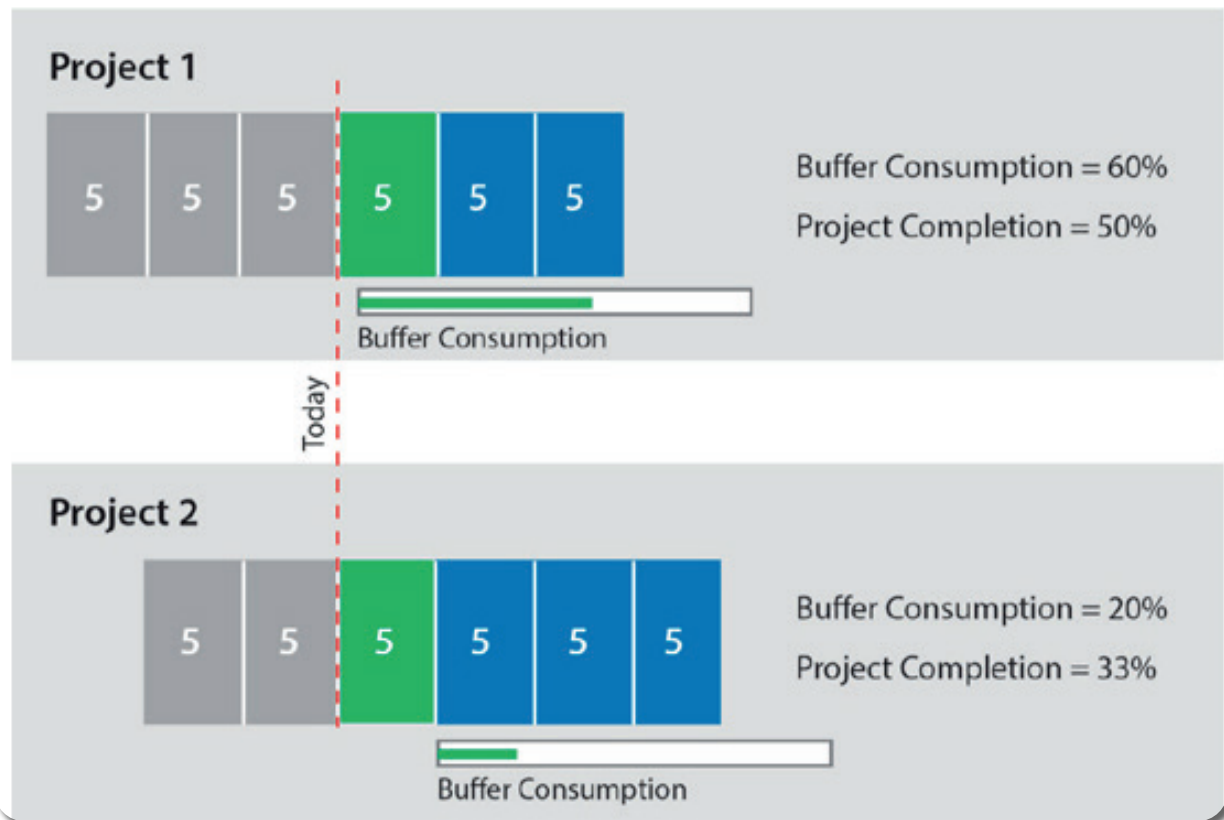 Project 1
5 5 5 5 5 5
Buffer Consumption = 60%
Project Completion = 50%
Buffer Consumption
Today
Project 2
5 5 5 5 5 5
Buffer Consumption = 20%
Project Completion = 33%
Buffer Consumption